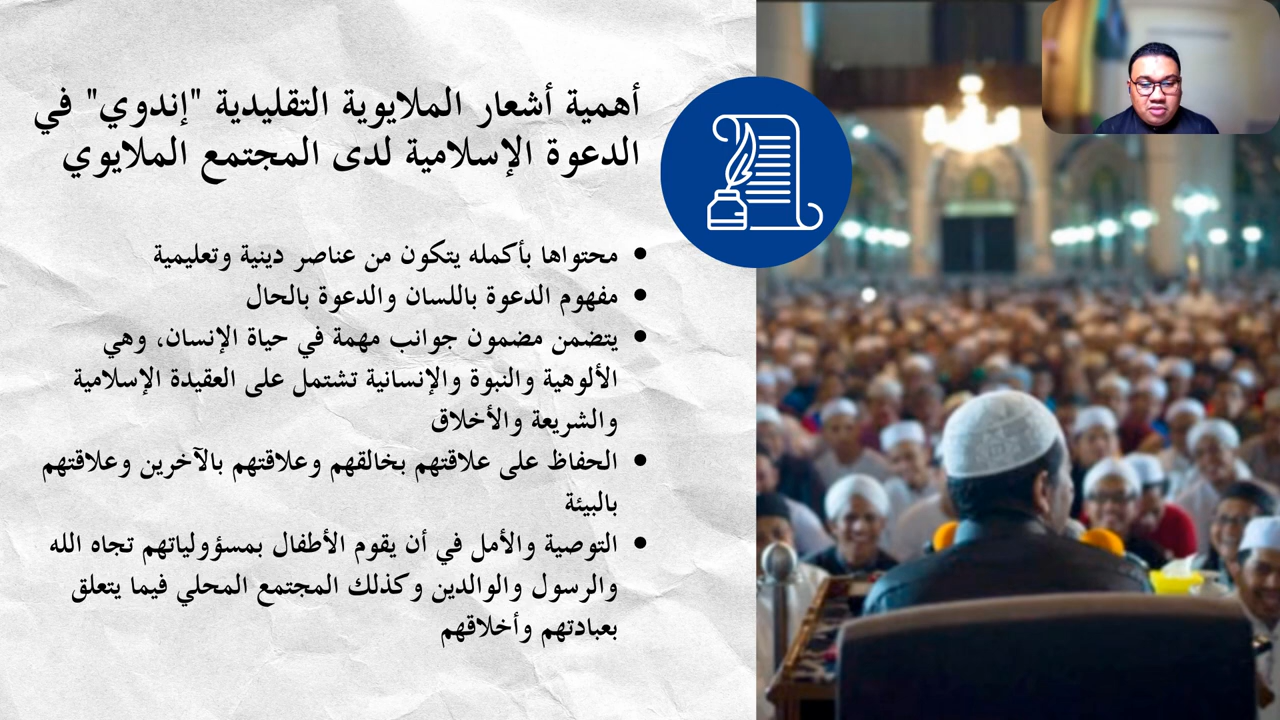 أهمية أشعار الملايوية التقليدية "إندوي" في
الدعوة الإسلامية لدى المجتمع الملايوي
• محتواها بأكمله يتكون من عناصر دينية وتعليمية
• مفهوم الدعوة باللسان والدعوة بالحال
• يتضمن مضمون جوانب مهمة في حياة الإنسان، وهي
الألوهية والنبوة والإنسانية تشتمل على العقيدة الإسلامية
والشريعة والأخلاق
• الحفاظ على علاقتهم بخالقهم وعلاقتهم بالآخرين وعلاقتهم
بالبيئة
• التوصية والأمل في أن يقوم الأطفال بمسؤولياتهم تجاه الله
والرسول والوالدين وكذلك المجتمع المحلي فيما يتعلق
بعبادتهم وأخلاقهم